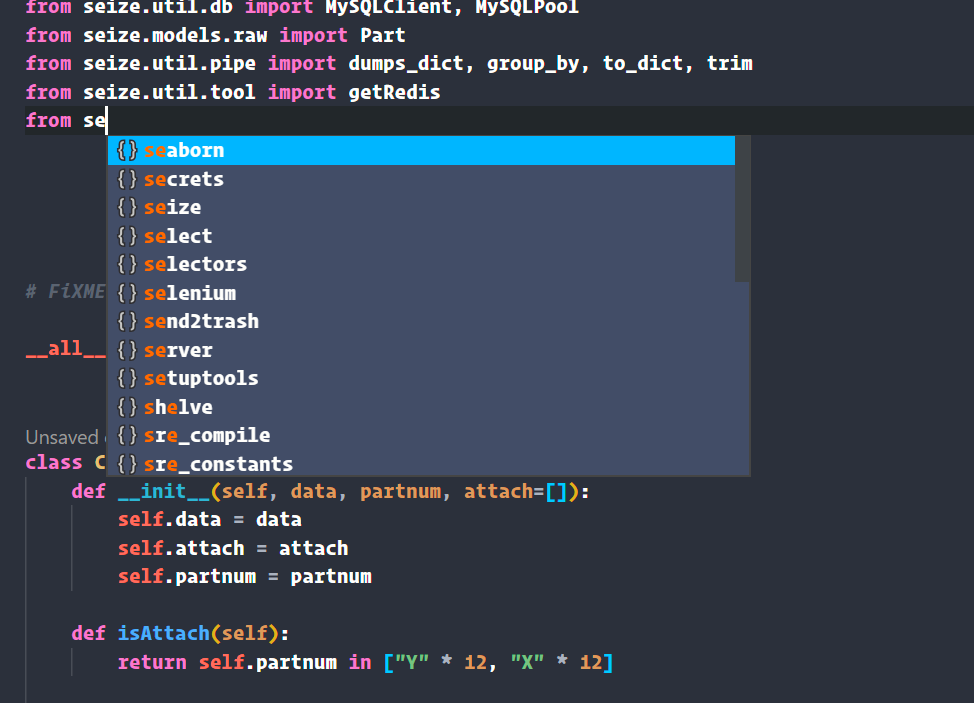 from seize.util.db import MySQLClient, MySQLPool
from seize.models.raw import Part
from seize.util.pipe import dumps_dict, group_by, to_dict, trim
from seize.util.tool import getRedis
from se
{} seaborn
{} secrets
{} seize
{} select
{} selectors
{} selenium
{} send2trash
{} server
{} setuptools
{} shelve
{} sre_compile
{} sre_constants
# FiXME
__all__
Unsaved
class C
def __init__(self, data, partnum, attach=[]):
self.data = data
self.attach = attach
self.partnum = partnum
def isAttach(self):
return self.partnum in ["Y" * 12, "X" * 12]